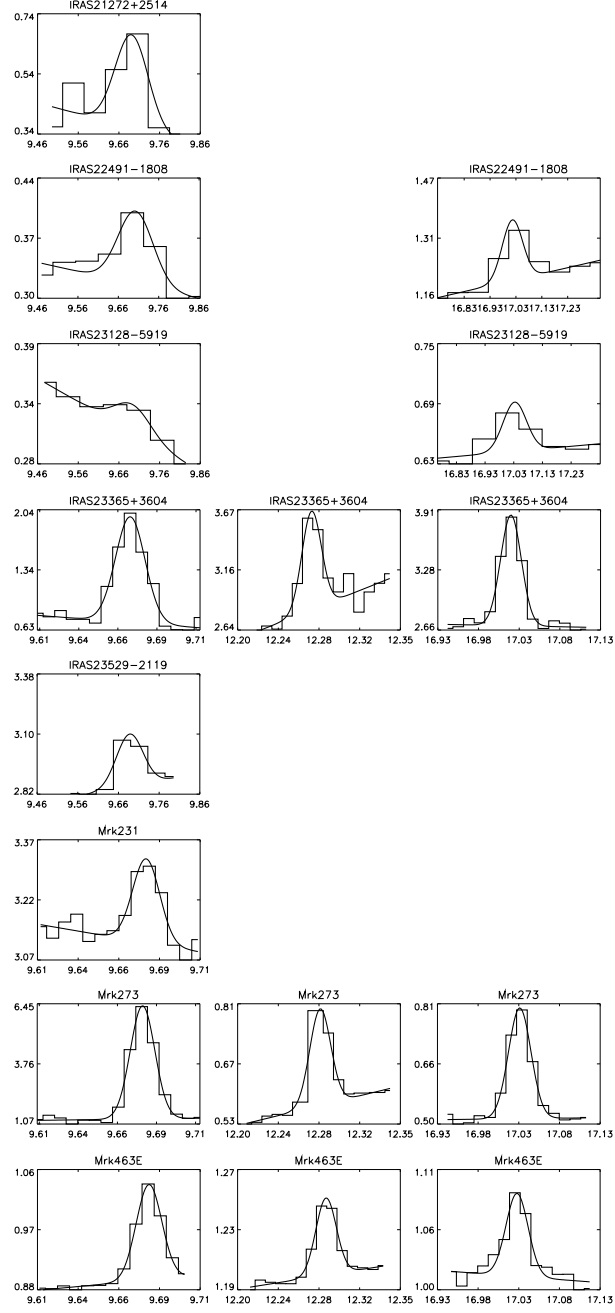 IRAS21272+2514
0.74
0.54
0.34
9.46 9.56 9.66 9.76 9.86
IRAS22491-1808 IRAS22491-1808
0.44 1.47
0.37 1.31
0.30 1.16
9.46 9.56 9.66 9.76 9.86 16.83 16.93 17.03 17.13 17.23
IRAS23128-5919 IRAS23128-5919
0.39 0.75
0.34 0.69
0.28 0.63
9.46 9.56 9.66 9.76 9.86 16.83 16.93 17.03 17.13 17.23
IRAS23365+3604 IRAS23365+3604 IRAS23365+3604
2.04 3.67 3.91
1.34 3.16 3.28
0.63 2.64 2.66
9.61 9.64 9.66 9.69 9.71 12.20 12.24 12.28 12.32 12.35 16.93 16.98 17.03 17.08 17.13
IRAS23529-2119
3.38
3.10
2.82
9.46 9.56 9.66 9.76 9.86
Mrk231
3.37
3.22
3.07
9.61 9.64 9.66 9.69 9.71
Mrk273 Mrk273 Mrk273
6.45 0.81 0.81
3.76 0.67 0.66
1.07 0.53 0.50
9.61 9.64 9.66 9.69 9.71 12.20 12.24 12.28 12.32 12.35 16.93 16.98 17.03 17.08 17.13
Mrk463E Mrk463E Mrk463E
1.06 1.27 1.11
0.97 1.23 1.06
0.88 1.19 1.00
9.61 9.64 9.66 9.69 9.71 12.20 12.24 12.28 12.32 12.35 16.93 16.98 17.03 17.08 17.13